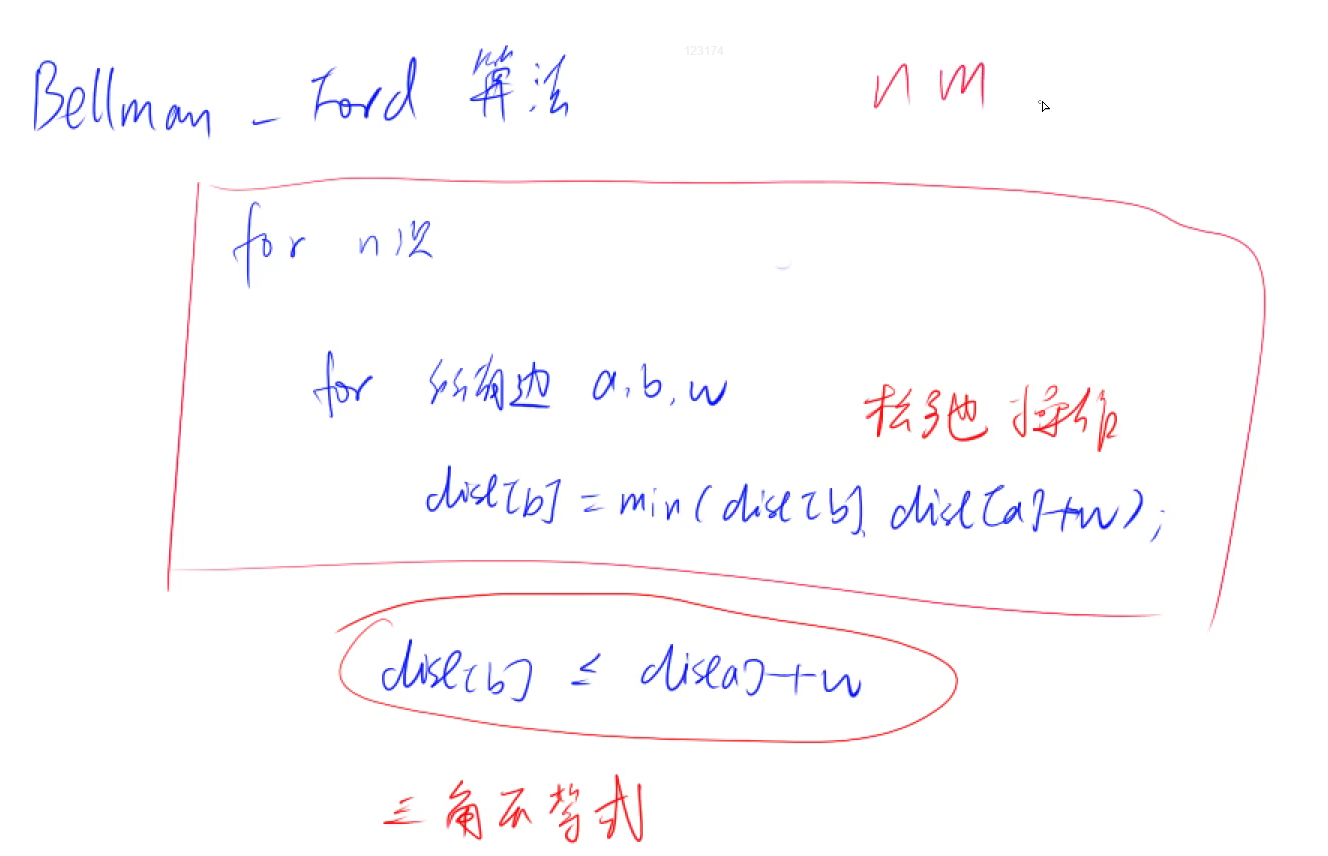 123174
Bellman - Ford 算法
n m
for n次
for 所有边 a,b,w
松弛操作
dist[b] = min(dist[b], dist[a]+w);
dist[b] ≤ dist[a]+w
三角不等式